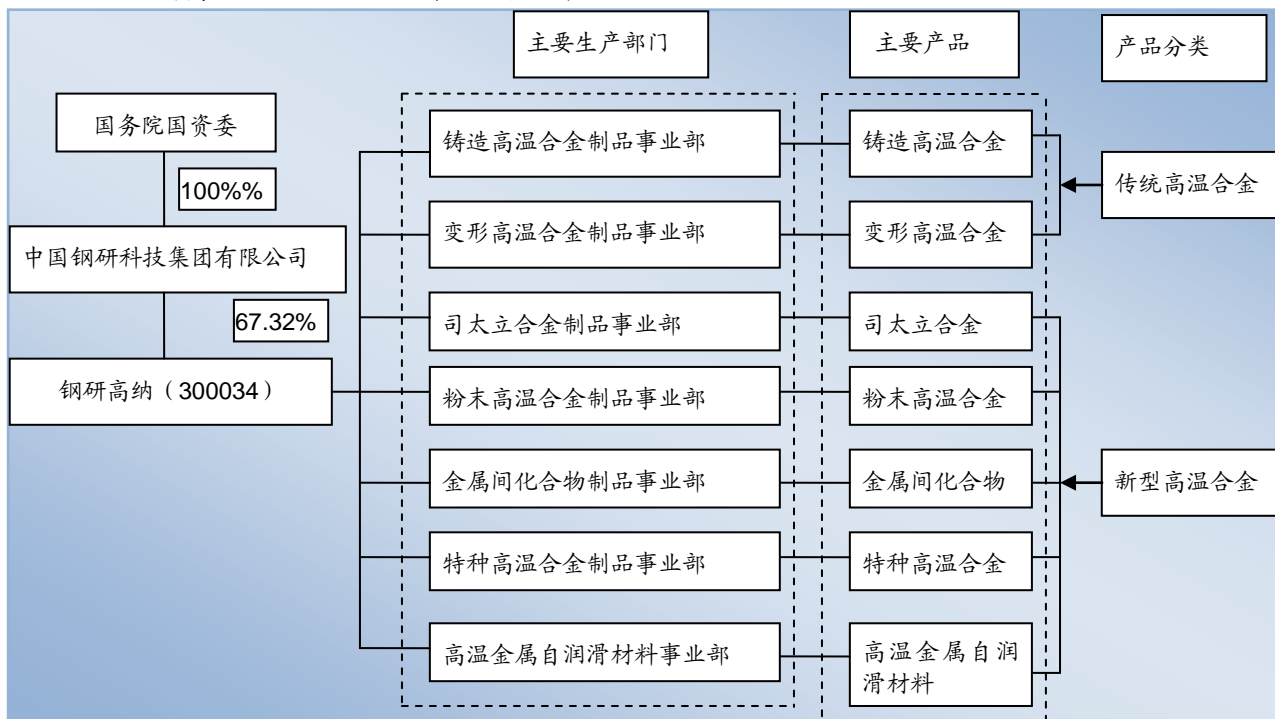 主要生产部门
主要产品
产品分类
国务院国资委
100%%
中国钢研科技集团有限公司
67.32%
钢研高纳（300034）
铸造高温合金制品事业部
铸造高温合金
变形高温合金制品事业部
变形高温合金
传统高温合金
司太立合金制品事业部
司太立合金
粉末高温合金制品事业部
粉末高温合金
金属间化合物制品事业部
金属间化合物
新型高温合金
特种高温合金制品事业部
特种高温合金
高温金属自润滑材料事业部
高温金属自润
滑材料